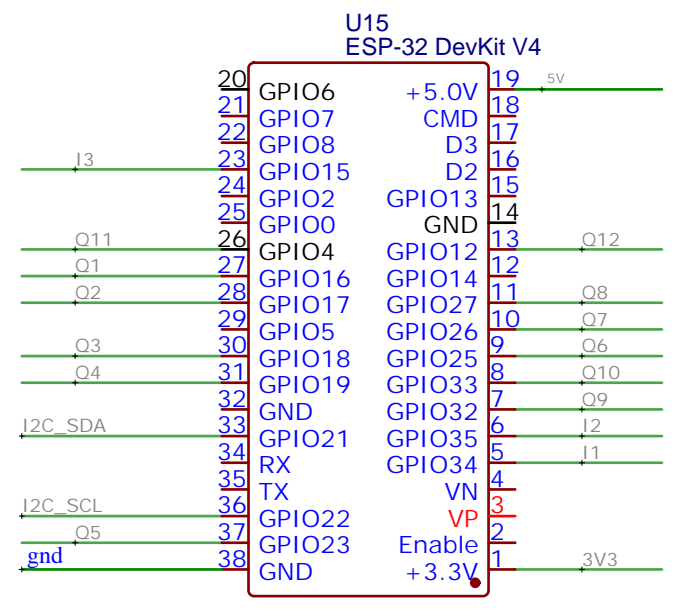 U15
ESP-32 DevKit V4
20 GPIO6 +5.0V 19 5V
21 GPIO7 CMD 18
22 GPIO8 D3 17
I3 23 GPIO15 D2 16
24 GPIO2 GPIO13 15
25 GPIO0 GND 14
Q11 26 GPIO4 GPIO12 13 Q12
Q1 27 GPIO16 GPIO14 12
Q2 28 GPIO17 GPIO27 11 Q8
29 GPIO5 GPIO26 10 Q7
Q3 30 GPIO18 GPIO25 9 Q6
Q4 31 GPIO19 GPIO33 8 Q10
32 GND GPIO32 7 Q9
I2C_SDA 33 GPIO21 GPIO35 6 I2
34 RX GPIO34 5 I1
35 TX VN 4
I2C_SCL 36 GPIO22 VP 3
Q5 37 GPIO23 Enable 2
gnd 38 GND +3.3V 1 3V3